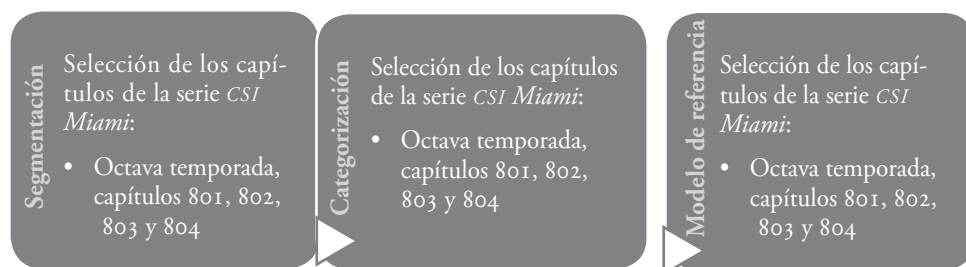 Segmentación
Selección de los capí-
tulos de la serie CSI
Miami:
• Octava temporada,
capítulos 801, 802,
803 y 804
Categorización
Selección de los capítulos
de la serie CSI Miami:
• Octava temporada,
capítulos 801, 802,
803 y 804
Modelo de referencia
Selección de los capí-
tulos de la serie CSI
Miami:
• Octava temporada,
capítulos 801, 802,
803 y 804